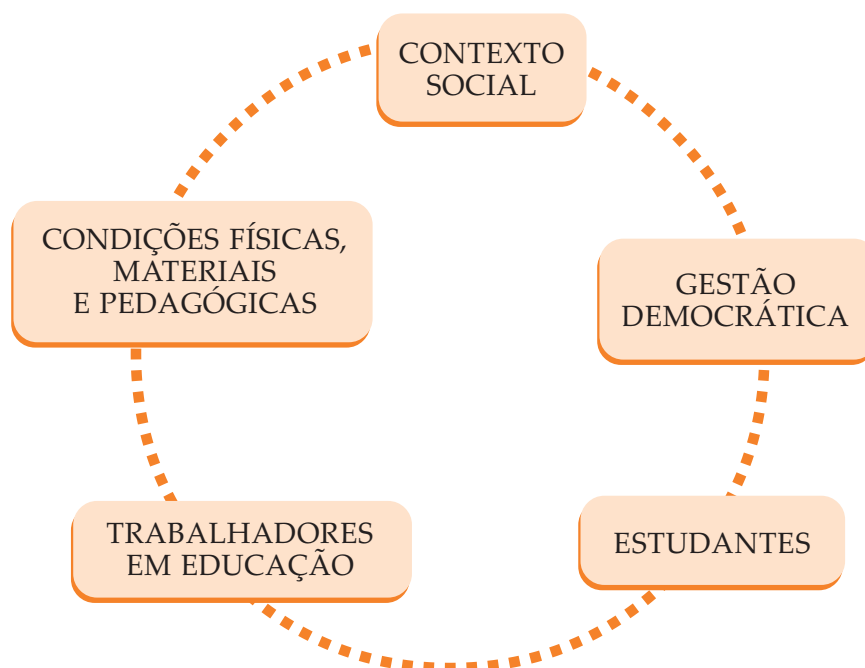 CONTEXTO
SOCIAL
CONDIÇÕES FÍSICAS,
MATERIAIS
E PEDAGÓGICAS
GESTÃO
DEMOCRÁTICA
TRABALHADORES
EM EDUCAÇÃO
ESTUDANTES